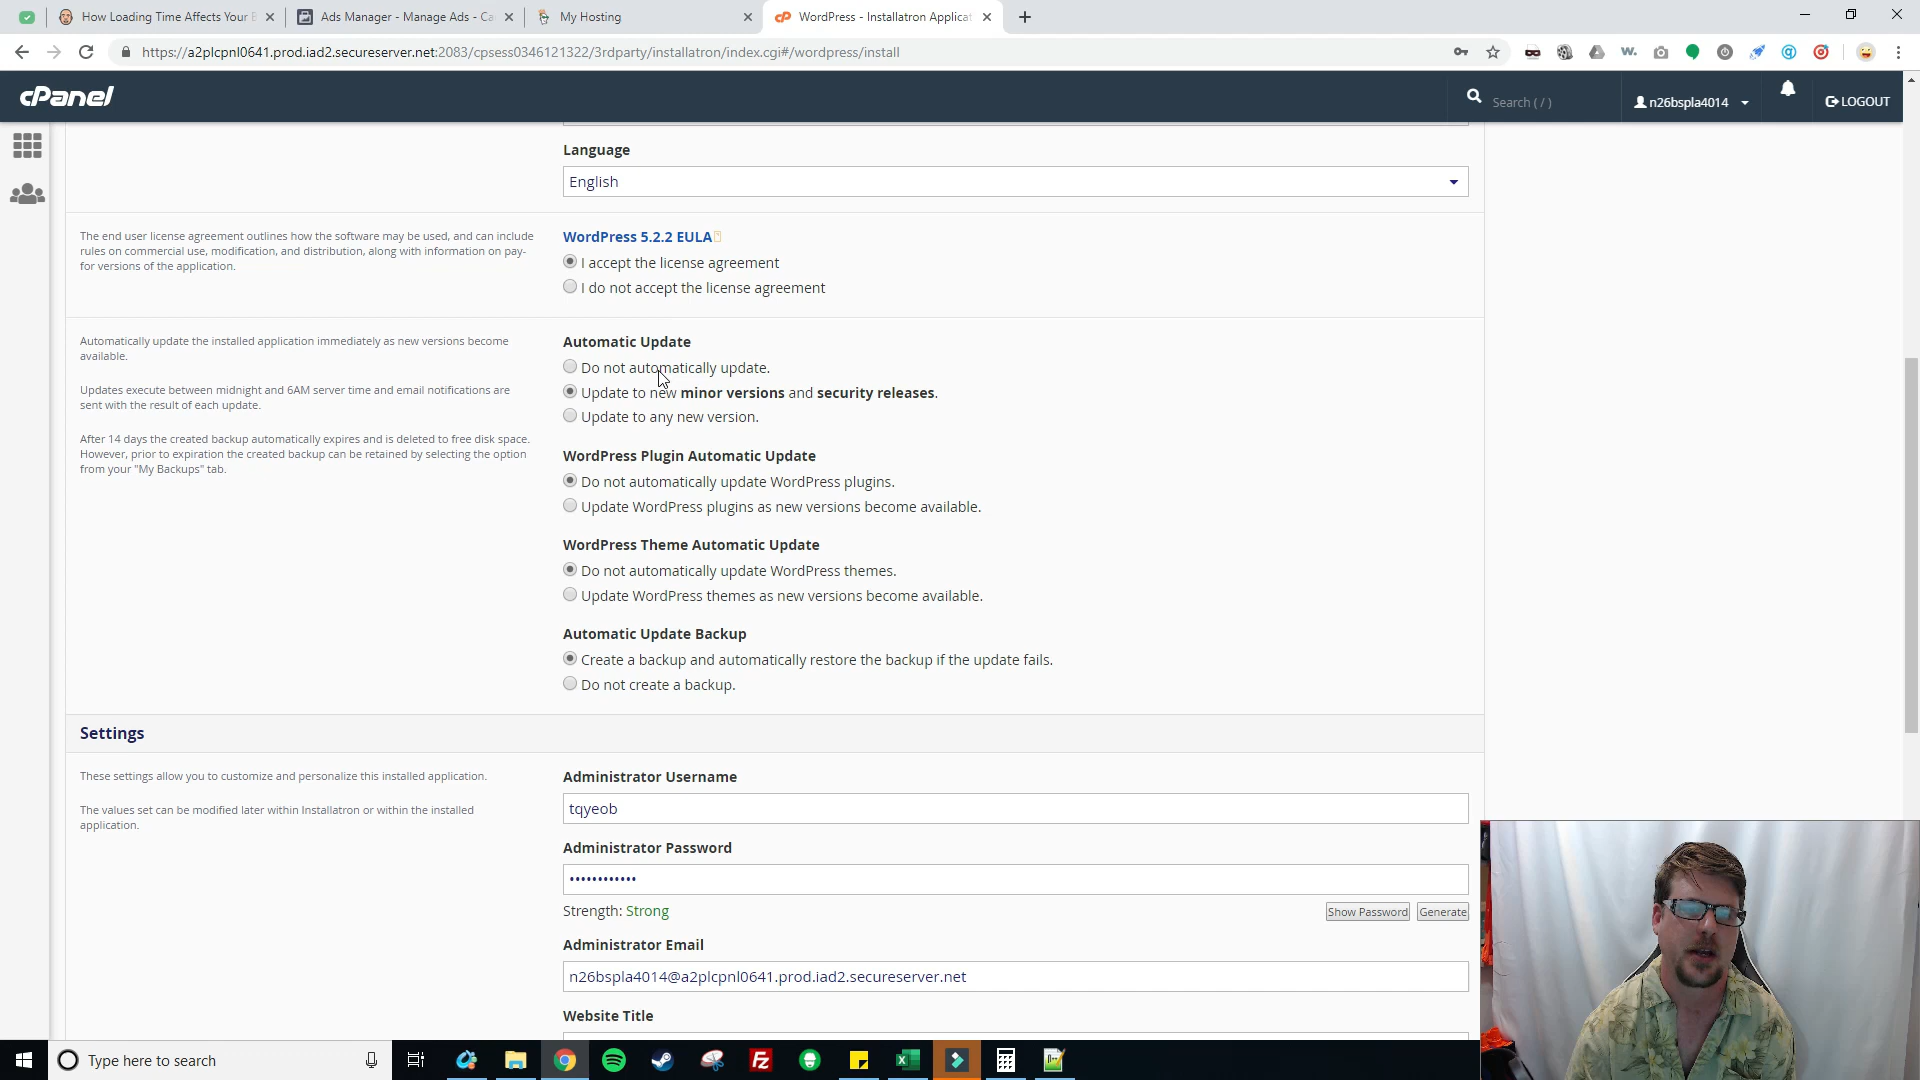 How Loading Time Affects Your B
Ads Manager - Manage Ads - Ca
My Hosting
WordPress - Installatron Applicat
https://a2plcpnl0641.prod.iad2.secureserver.net:2083/cpsess0346121322/3rdparty/installatron/index.cgi#/wordpress/install
cPanel
Search ( / )
n26bspla4014
LOGOUT
Language
English
The end user license agreement outlines how the software may be used, and can include
rules on commercial use, modification, and distribution, along with information on pay-
for versions of the application.
WordPress 5.2.2 EULA
I accept the license agreement
I do not accept the license agreement
Automatically update the installed application immediately as new versions become
available.
Updates execute between midnight and 6AM server time and email notifications are
sent with the result of each update.
After 14 days the created backup automatically expires and is deleted to free disk space.
However, prior to expiration the created backup can be retained by selecting the option
from your "My Backups" tab.
Automatic Update
Do not automatically update.
Update to new minor versions and security releases.
Update to any new version.
WordPress Plugin Automatic Update
Do not automatically update WordPress plugins.
Update WordPress plugins as new versions become available.
WordPress Theme Automatic Update
Do not automatically update WordPress themes.
Update WordPress themes as new versions become available.
Automatic Update Backup
Create a backup and automatically restore the backup if the update fails.
Do not create a backup.
Settings
These settings allow you to customize and personalize this installed application.
The values set can be modified later within Installatron or within the installed
application.
Administrator Username
tqyeob
Administrator Password
••••••••••••
Strength: Strong
Show Password
Generate
Administrator Email
n26bspla4014@a2plcpnl0641.prod.iad2.secureserver.net
Website Title
Type here to search